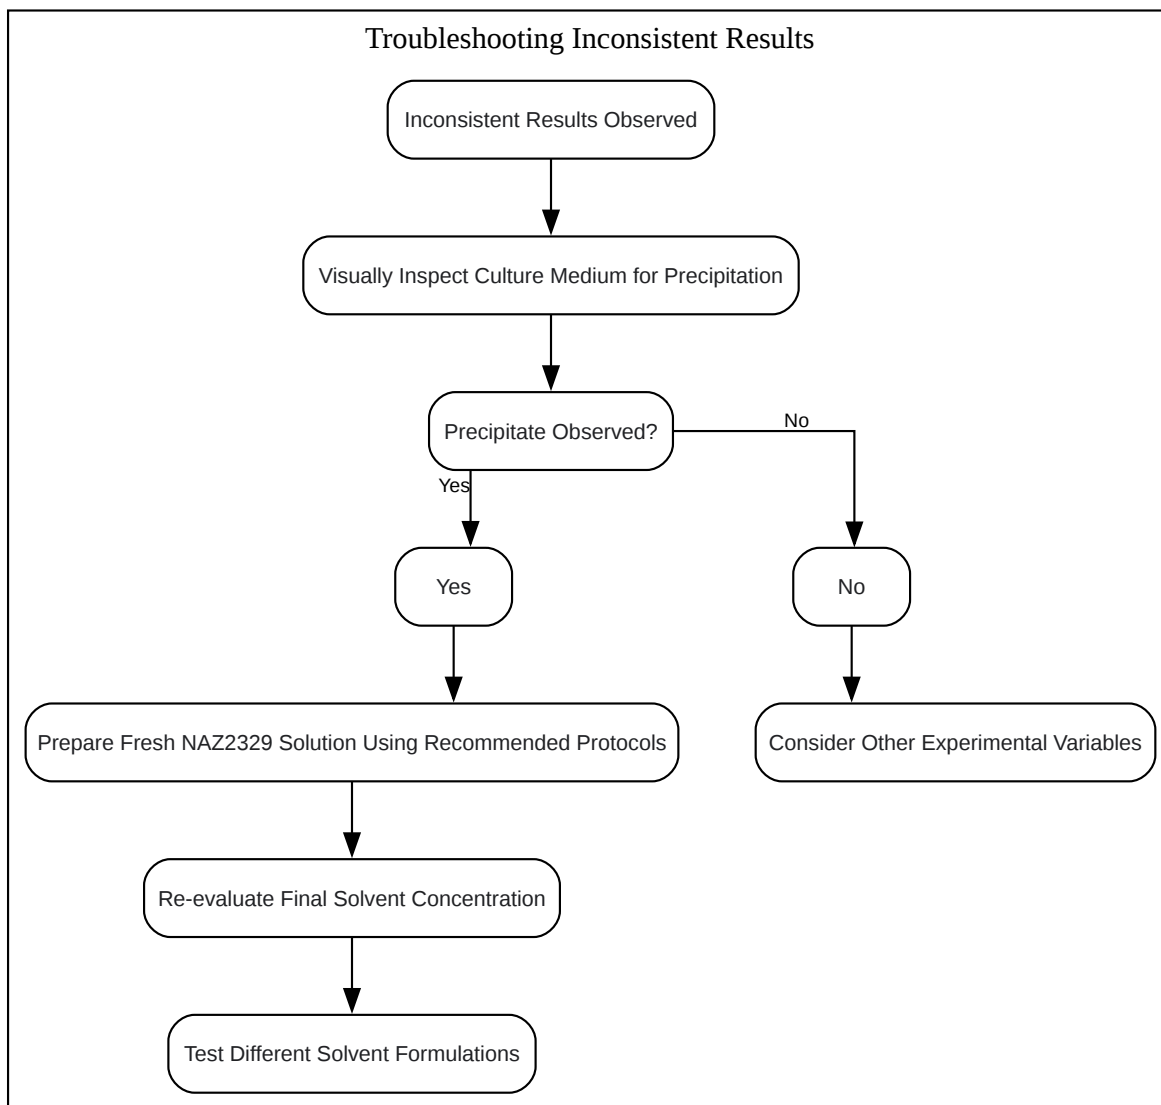 Troubleshooting Inconsistent Results
Inconsistent Results Observed
Visually Inspect Culture Medium for Precipitation
Precipitate Observed?
No
Yes
Yes
No
Prepare Fresh NAZ2329 Solution Using Recommended Protocols
Consider Other Experimental Variables
Re-evaluate Final Solvent Concentration
Test Different Solvent Formulations